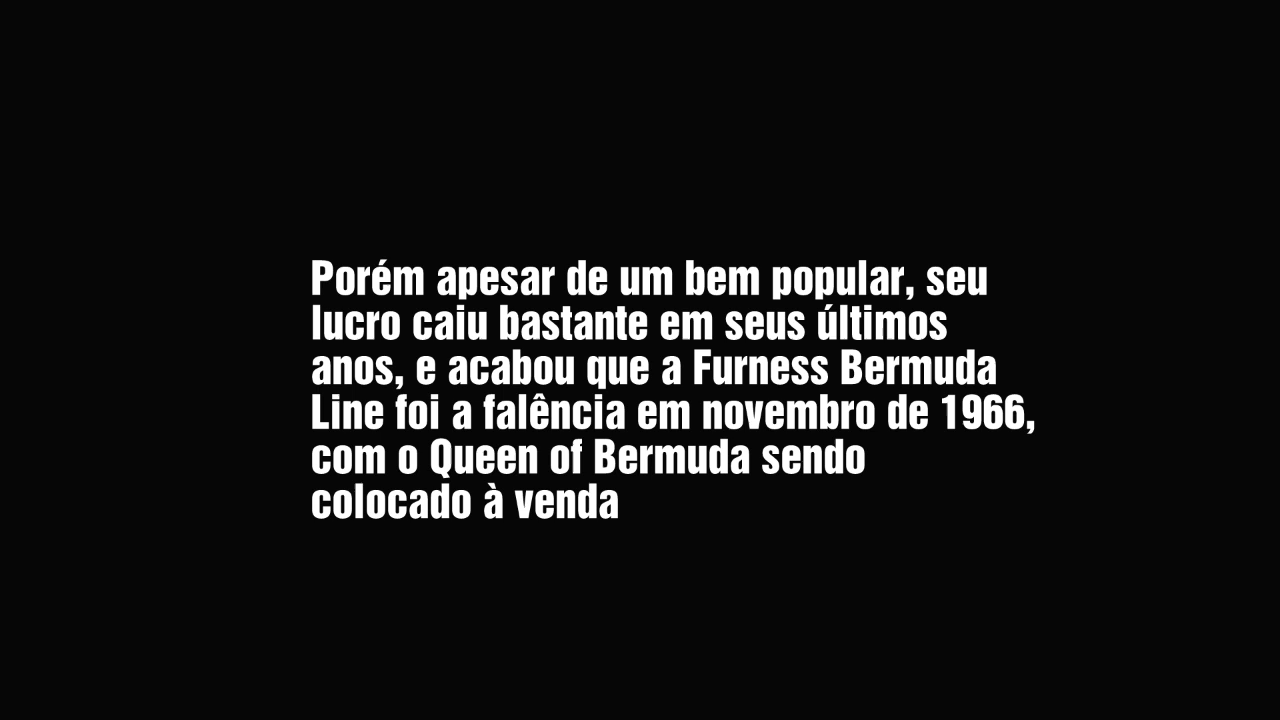 Porém apesar de um bem popular, seu
lucro caiu bastante em seus últimos
anos, e acabou que a Furness Bermuda
Line foi a falência em novembro de 1966,
com o Queen of Bermuda sendo
colocado à venda